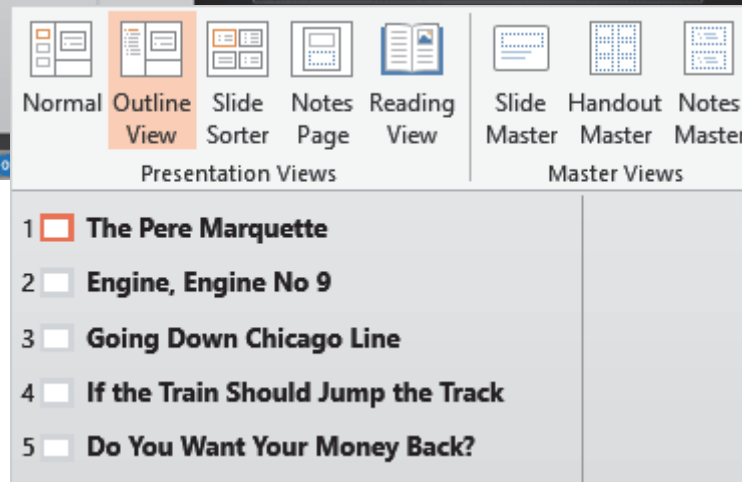 Normal Outline View Slide Sorter Notes Page Reading View Slide Master Handout Master Notes Master
Presentation Views Master Views
1 The Pere Marquette
2 Engine, Engine No 9
3 Going Down Chicago Line
4 If the Train Should Jump the Track
5 Do You Want Your Money Back?